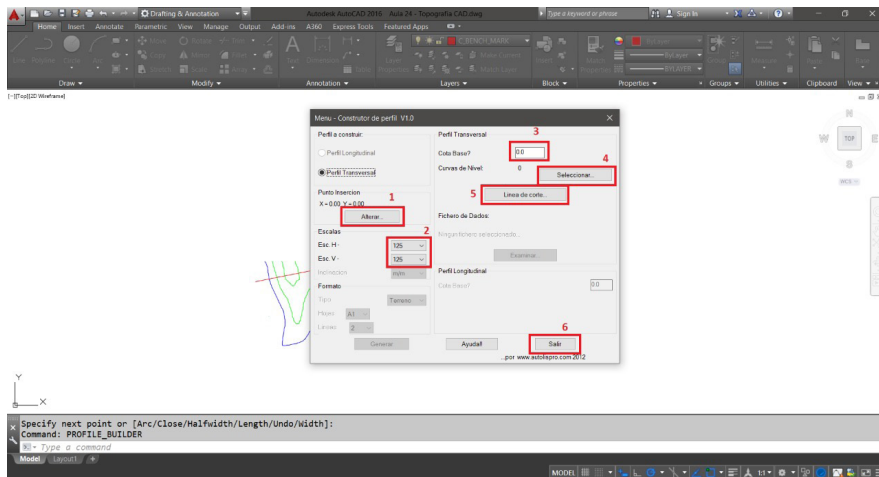 Drafting & Annotation
Autodesk AutoCAD 2016 Aula 24 - Topografía CAD.dwg
Type a keyword or phrase
Sign In
Home Insert Annotate Parametric View Manage Output Add-ins A360 Express Tools Featured Apps
BENCH_MARK
ByLayer
BYLAYER
Draw Modify Annotation Layers Block Properties Groups Utilities Clipboard View
[-][Top][2D Wireframe]
N
W TOP E
S
WCS
Menu - Construtor de perfil V1.0
Perfil a construir:
Perfil Longitudinal
Perfil Transversal
Punto Insercion
X = 0.00, Y = 0.00
1
Alterar...
Escalas
2
Esc. H - 125
Esc. V - 125
Inclinacion m/m
Formato
Tipo Terreno
Hojas A1
Lineas 2
Generar
Perfil Transversal
3
Cota Base? 0.0
4
Curvas de Nivel: 0
Seleccionar...
5
Linea de corte...
Fichero de Dados:
Ningun fichero seleccionado...
Examinar...
Perfil Longitudinal
Cota Base? 0.0
6
Ayuda!! Salir
...por www.autolispro.com 2012
Y
X
Specify next point or [Arc/Close/Halfwidth/Length/Undo/Width]:
Command: PROFILE_BUILDER
Type a command
Model Layout1 +
MODEL 1:1